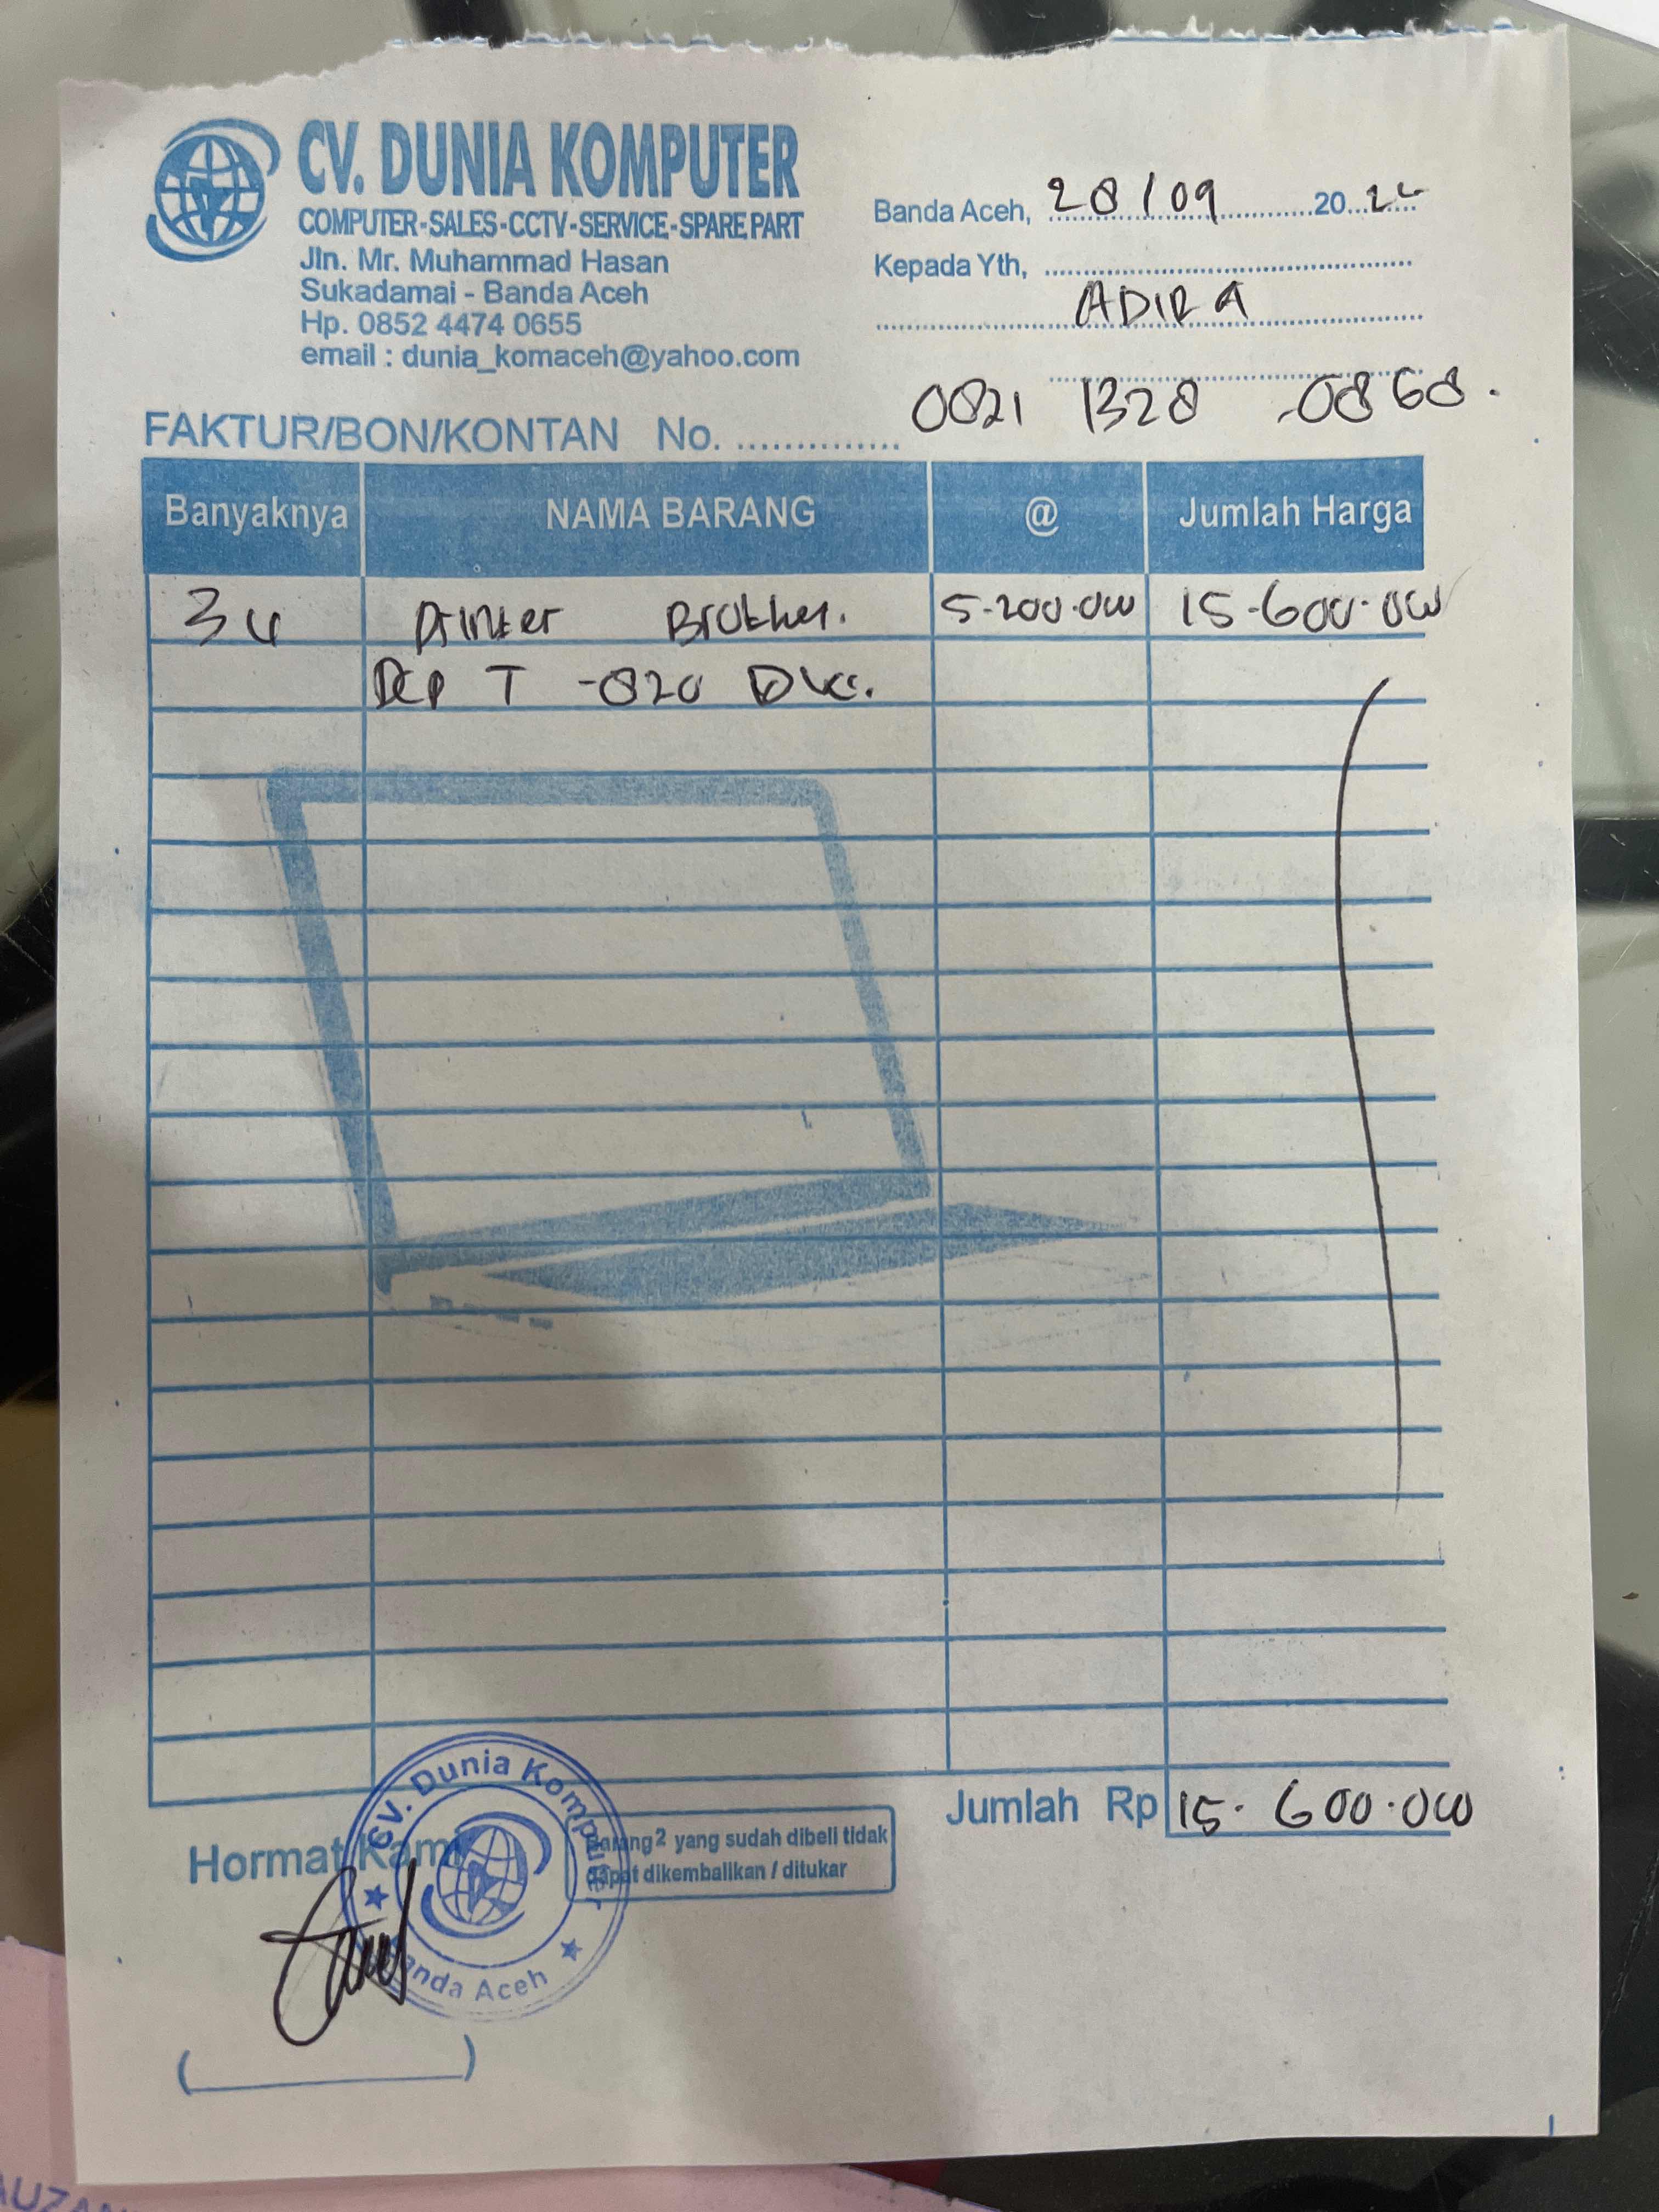 CV. DUNIA KOMPUTER
COMPUTER-SALES-CCTV-SERVICE-SPARE PART
Jln. Mr. Muhammad Hasan
Sukadamai - Banda Aceh
Hp. 0852 4474 0655
email : dunia_komaceh@yahoo.com
Banda Aceh, 28/09 20...
Kepada Yth,
ADIRA
0821 1328 0868.
FAKTUR/BON/KONTAN No. ...............
Banyaknya NAMA BARANG @ Jumlah Harga
3 u Printer Brother. 5.200.000 15.600.000
DCP T -820 DW.
Jumlah Rp 15.600.000
Hormat Kami
Barang2 yang sudah dibeli tidak
dapat dikembalikan / ditukar
CV. Dunia Komputer
Banda Aceh